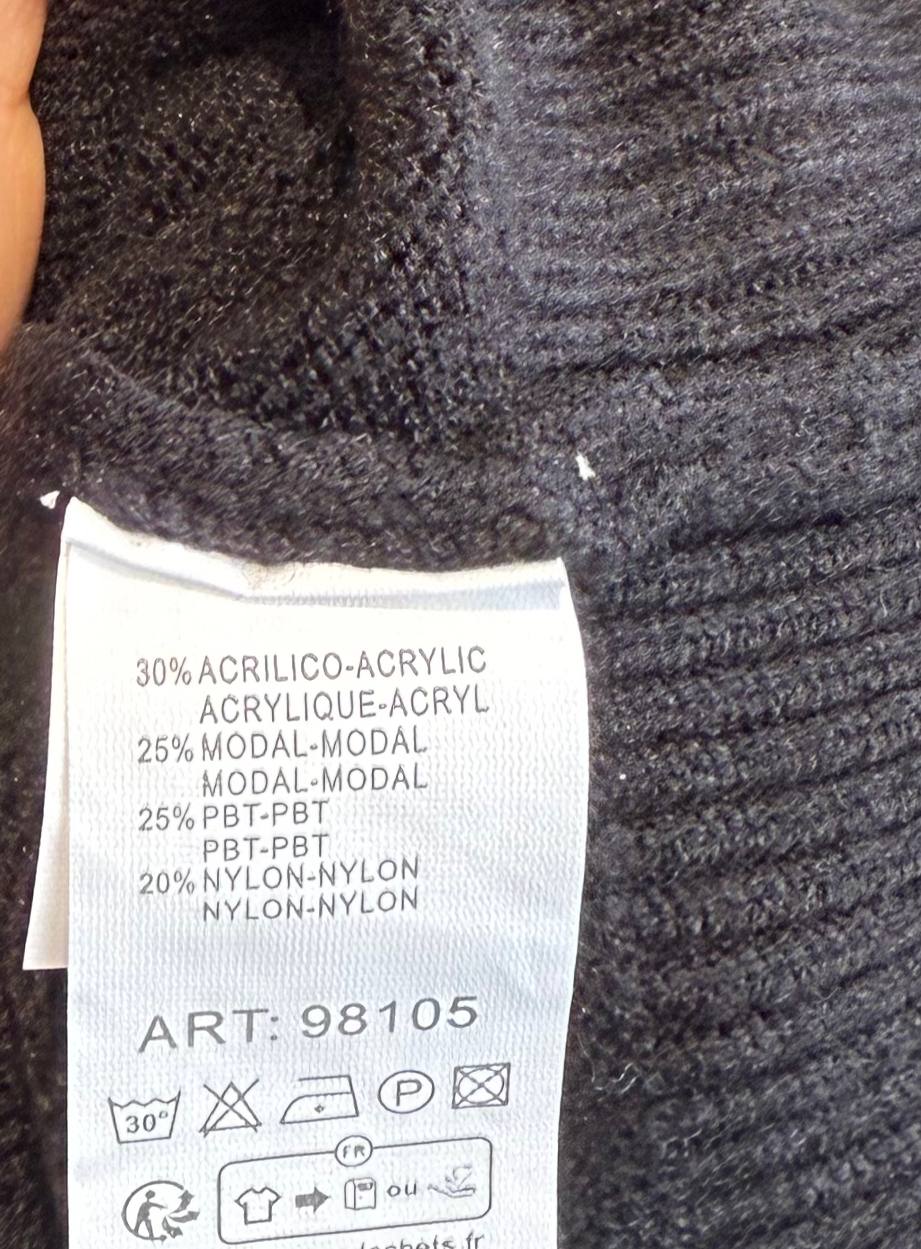 30% ACRILICO-ACRYLIC
ACRYLIQUE-ACRYL
25% MODAL-MODAL
MODAL-MODAL
25% PBT-PBT
PBT-PBT
20% NYLON-NYLON
NYLON-NYLON
ART: 98105
30° P
FR
ou